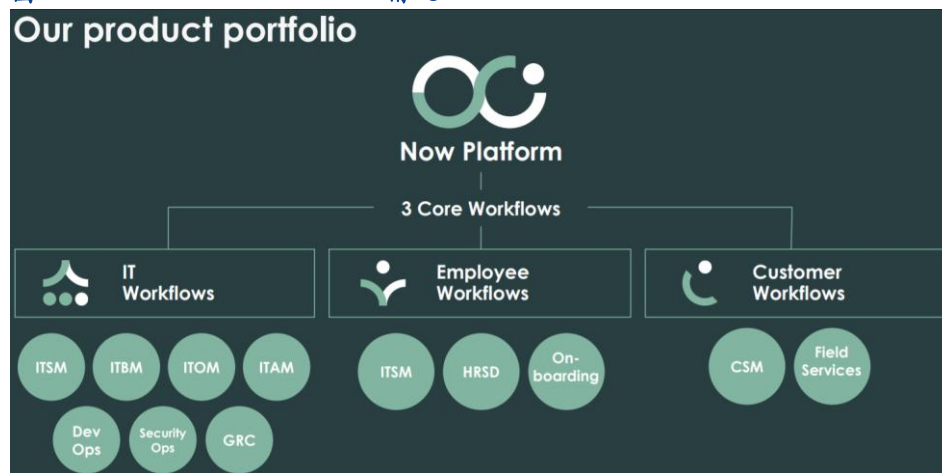 Our product portfolio
Now Platform
3 Core Workflows
IT
Workflows
Employee
Workflows
Customer
Workflows
ITSM
ITBM
ITOM
ITAM
Dev
Ops
Security
Ops
GRC
ITSM
HRSD
On-
boarding
CSM
Field
Services